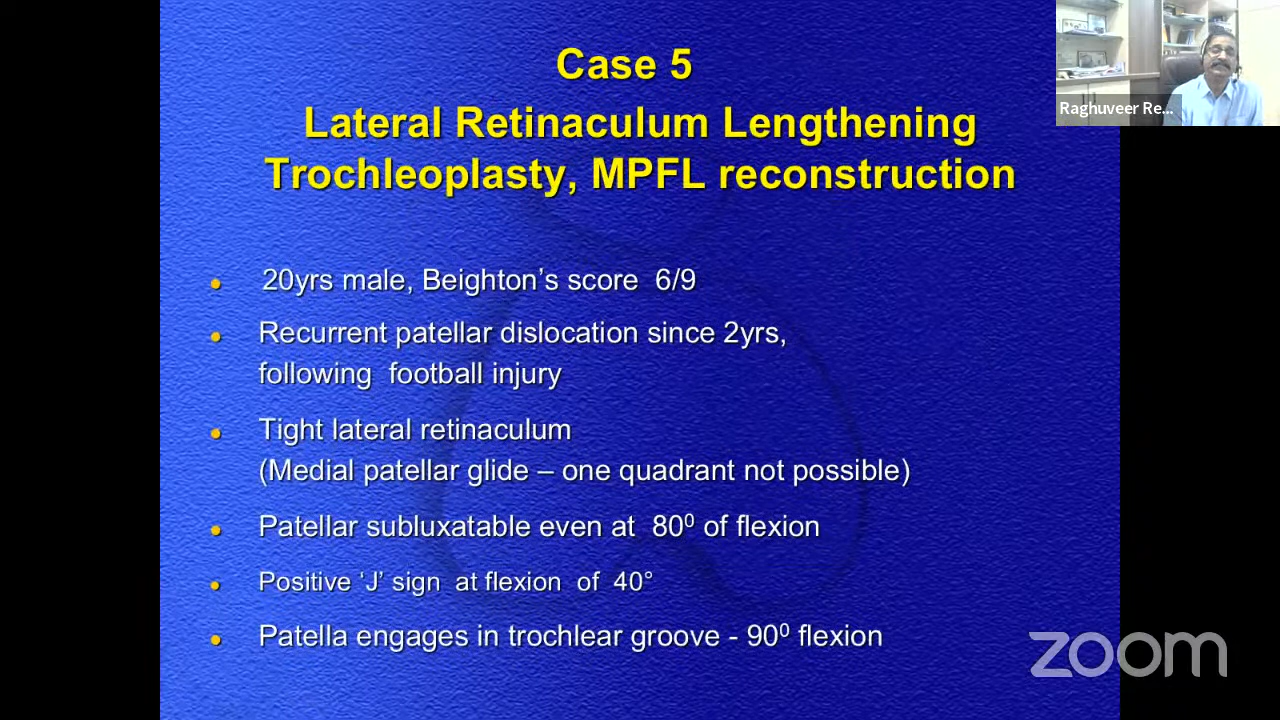 Case 5
Lateral Retinaculum Lengthening
Trochleoplasty, MPFL reconstruction
20yrs male, Beighton’s score 6/9
Recurrent patellar dislocation since 2yrs,
following football injury
Tight lateral retinaculum
(Medial patellar glide – one quadrant not possible)
Patellar subluxatable even at 80⁰ of flexion
Positive ‘J’ sign at flexion of 40°
Patella engages in trochlear groove - 90⁰ flexion
Raghuveer Re...
zoom